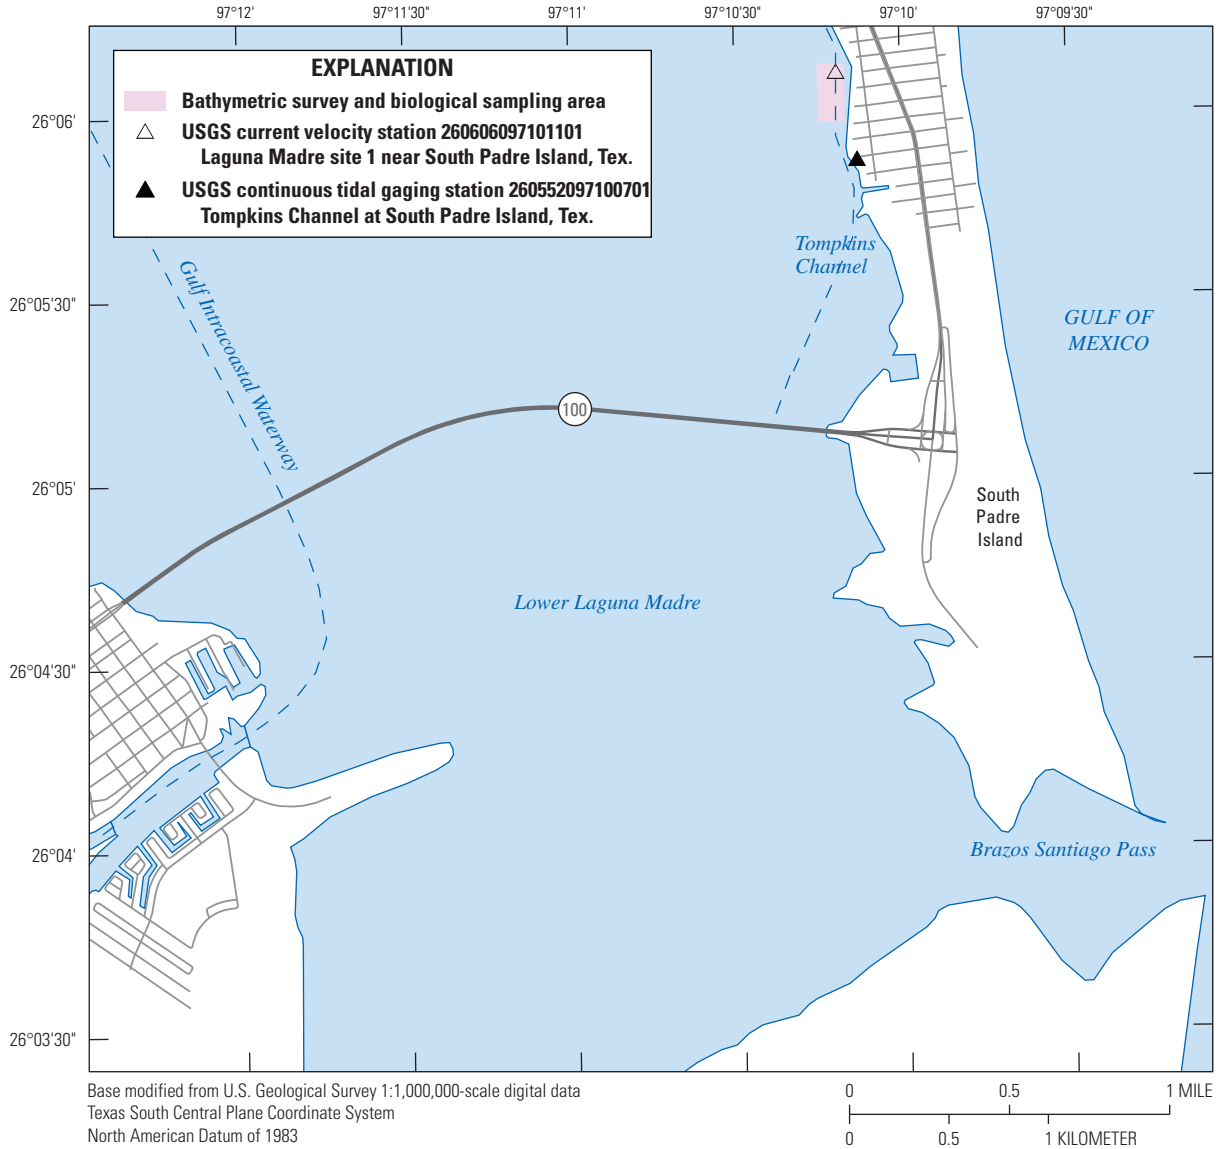 97°12' 97°11'30" 97°11' 97°10'30" 97°10' 97°09'30"
EXPLANATION
Bathymetric survey and biological sampling area
USGS current velocity station 260606097101101
Laguna Madre site 1 near South Padre Island, Tex.
USGS continuous tidal gaging station 260552097100701
Tompkins Channel at South Padre Island, Tex.
26°06'
Tompkins
Channel
Gulf Intracoastal Waterway
26°05'30"
GULF OF
MEXICO
100
26°05'
South
Padre
Island
Lower Laguna Madre
26°04'30"
26°04'
Brazos Santiago Pass
26°03'30"
Base modified from U.S. Geological Survey 1:1,000,000-scale digital data
Texas South Central Plane Coordinate System
North American Datum of 1983
0 0.5 1 MILE
0 0.5 1 KILOMETER